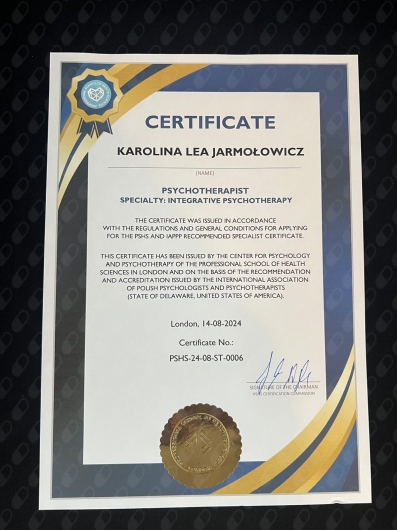 CERTIFICATE
KAROLINA LEA JARMOŁOWICZ
(NAME)
PSYCHOTHERAPIST
SPECIALTY: INTEGRATIVE PSYCHOTHERAPY
THE CERTIFICATE WAS ISSUED IN ACCORDANCE
WITH THE REGULATIONS AND GENERAL CONDITIONS FOR APPLYING
FOR THE PSHS AND IAPPP RECOMMENDED SPECIALIST CERTIFICATE.
THIS CERTIFICATE HAS BEEN ISSUED BY THE CENTER FOR PSYCHOLOGY
AND PSYCHOTHERAPY OF THE PROFESSIONAL SCHOOL OF HEALTH
SCIENCES IN LONDON AND ON THE BASIS OF THE RECOMMENDATION
AND ACCREDITATION ISSUED BY THE INTERNATIONAL ASSOCIATION
OF POLISH PSYCHOLOGISTS AND PSYCHOTHERAPISTS
(STATE OF DELAWARE, UNITED STATES OF AMERICA).
London, 14-08-2024
Certificate No.:
PSHS-24-08-ST-0006
SIGNATURE OF THE CHAIRMAN
PSHS CERTIFICATION COMMISSION